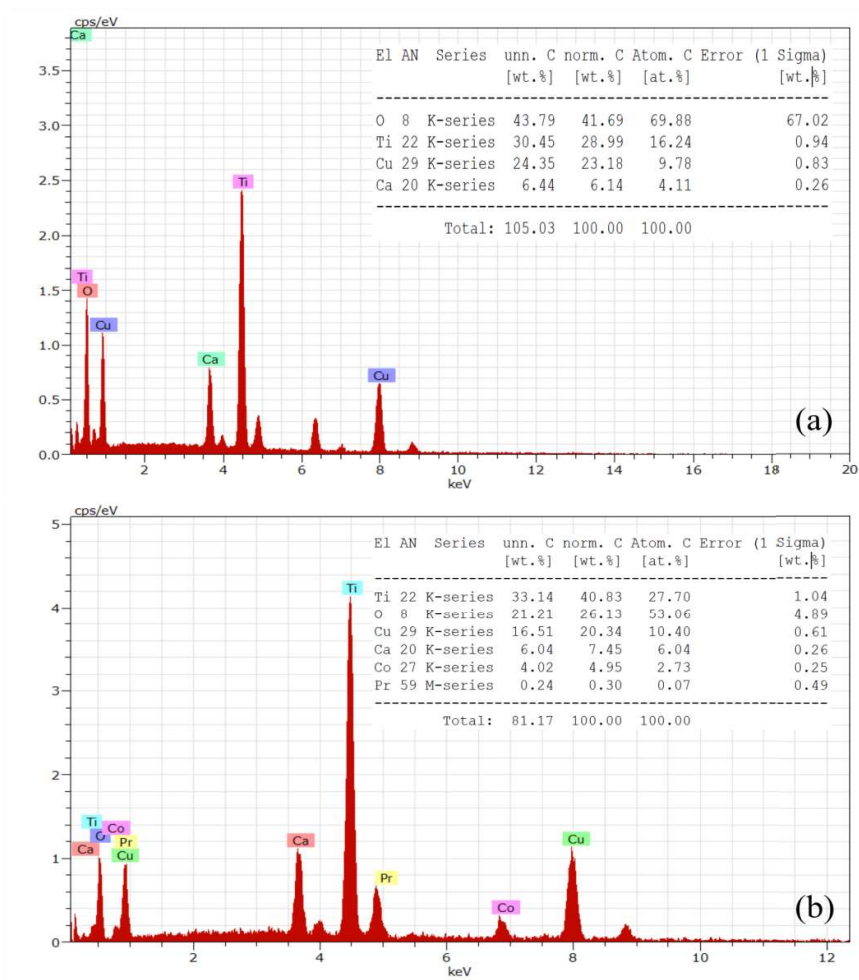 cps/eV
Ca
El AN Series unn. C norm. C Atom. C Error (1 Sigma)
[wt.%] [wt.%] [at.%] [wt.%]
O 8 K-series 43.79 41.69 69.88 67.02
Ti 22 K-series 30.45 28.99 16.24 0.94
Cu 29 K-series 24.35 23.18 9.78 0.83
Ca 20 K-series 6.44 6.14 4.11 0.26
Total: 105.03 100.00 100.00
3.5
3.0
2.5
2.0
1.5
1.0
0.5
0.0
Ti
Ti
O
Cu
Ca
Cu
(a)
2 4 6 8 10 12 14 16 18 20
keV
cps/eV
El AN Series unn. C norm. C Atom. C Error (1 Sigma)
[wt.%] [wt.%] [at.%] [wt.%]
Ti 22 K-series 33.14 40.83 27.70 1.04
O 8 K-series 21.21 26.13 53.06 4.89
Cu 29 K-series 16.51 20.34 10.40 0.61
Ca 20 K-series 6.04 7.45 6.04 0.26
Co 27 K-series 4.02 4.95 2.73 0.25
Pr 59 M-series 0.24 0.30 0.07 0.49
Total: 81.17 100.00 100.00
5
4
3
2
1
0
Ti
Ti
Co
O
Pr
Ca
Cu
Ca
Pr
Co
Cu
(b)
2 4 6 8 10 12
keV